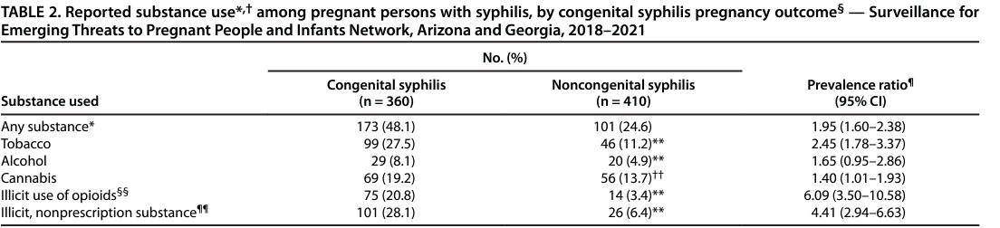 TABLE 2. Reported substance use*,† among pregnant persons with syphilis, by congenital syphilis pregnancy outcome§ — Surveillance for
Emerging Threats to Pregnant People and Infants Network, Arizona and Georgia, 2018–2021
No. (%)
Substance used Congenital syphilis (n = 360) Noncongenital syphilis (n = 410) Prevalence ratio¶ (95% CI)
Any substance* 173 (48.1) 101 (24.6) 1.95 (1.60–2.38)
Tobacco 99 (27.5) 46 (11.2)** 2.45 (1.78–3.37)
Alcohol 29 (8.1) 20 (4.9)** 1.65 (0.95–2.86)
Cannabis 69 (19.2) 56 (13.7)†† 1.40 (1.01–1.93)
Illicit use of opioids§§ 75 (20.8) 14 (3.4)** 6.09 (3.50–10.58)
Illicit, nonprescription substance¶¶ 101 (28.1) 26 (6.4)** 4.41 (2.94–6.63)